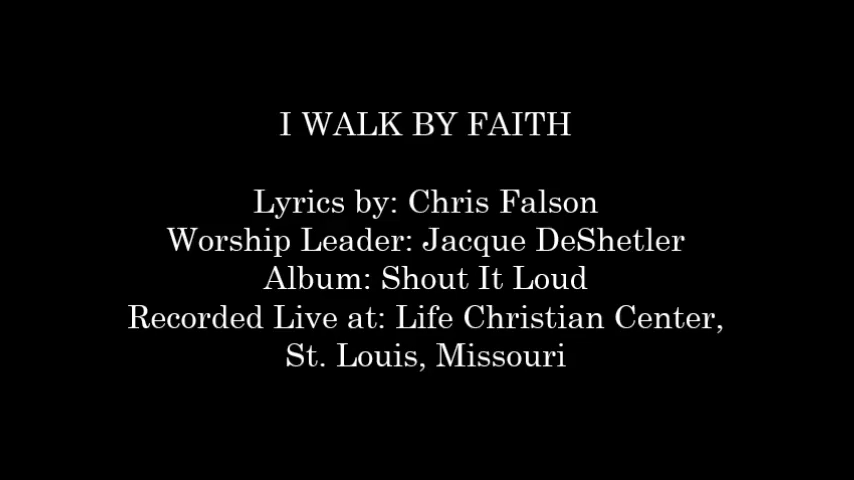 I WALK BY FAITH
Lyrics by: Chris Falson
Worship Leader: Jacque DeShetler
Album: Shout It Loud
Recorded Live at: Life Christian Center,
St. Louis, Missouri